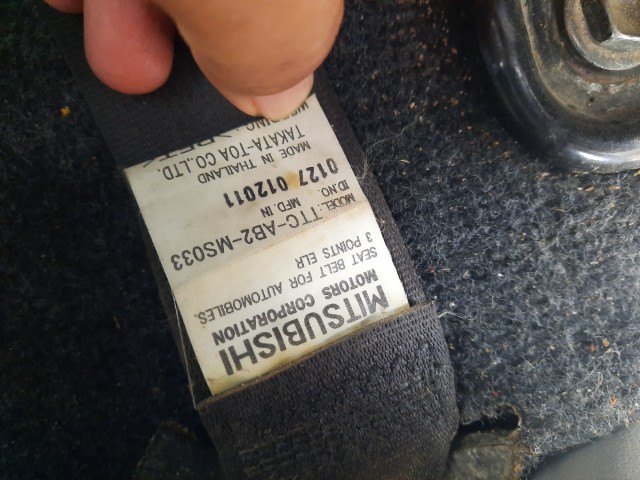 MITSUBISHI
MOTORS CORPORATION
SEAT BELT FOR AUTOMOBILES.
3 POINTS ELR
MODEL: TTC-AB2-MS033
ID.NO. MFD.IN
0127 012011
MADE IN THAILAND
TAKATA-TOA CO.,LTD.